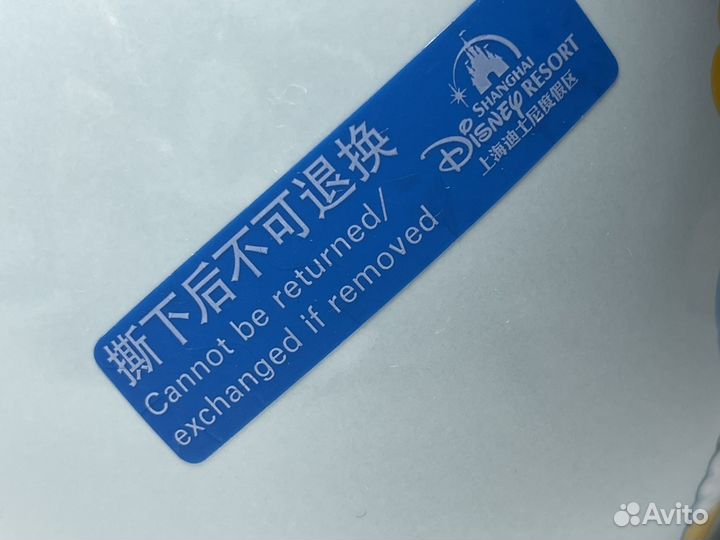 撕下后不可退换
Cannot be returned/
exchanged if removed
SHANGHAI
DISNEY RESORT
上海迪士尼度假区
Avito